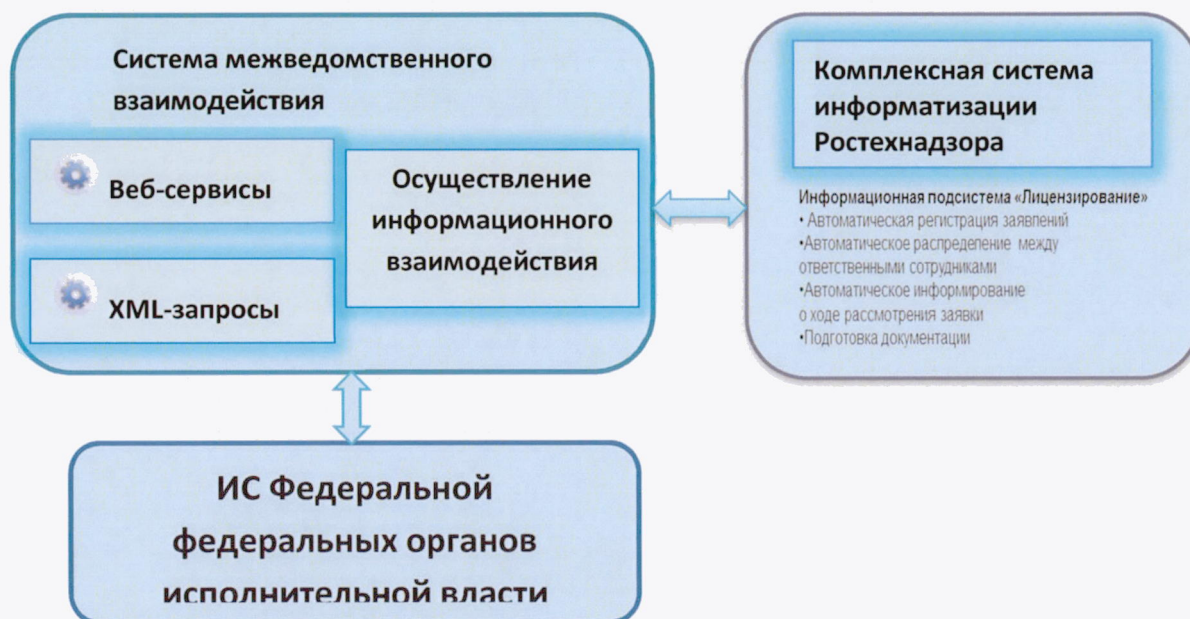 Система межведомственного
взаимодействия
Веб-сервисы
XML-запросы
Осуществление
информационного
взаимодействия
Комплексная система
информатизации
Ростехнадзора
Информационная подсистема «Лицензирование»
• Автоматическая регистрация заявлений
•Автоматическое распределение между
ответственными сотрудниками
•Автоматическое информирование
о ходе рассмотрения заявки
•Подготовка документации
ИС Федеральной
федеральных органов
исполнительной власти